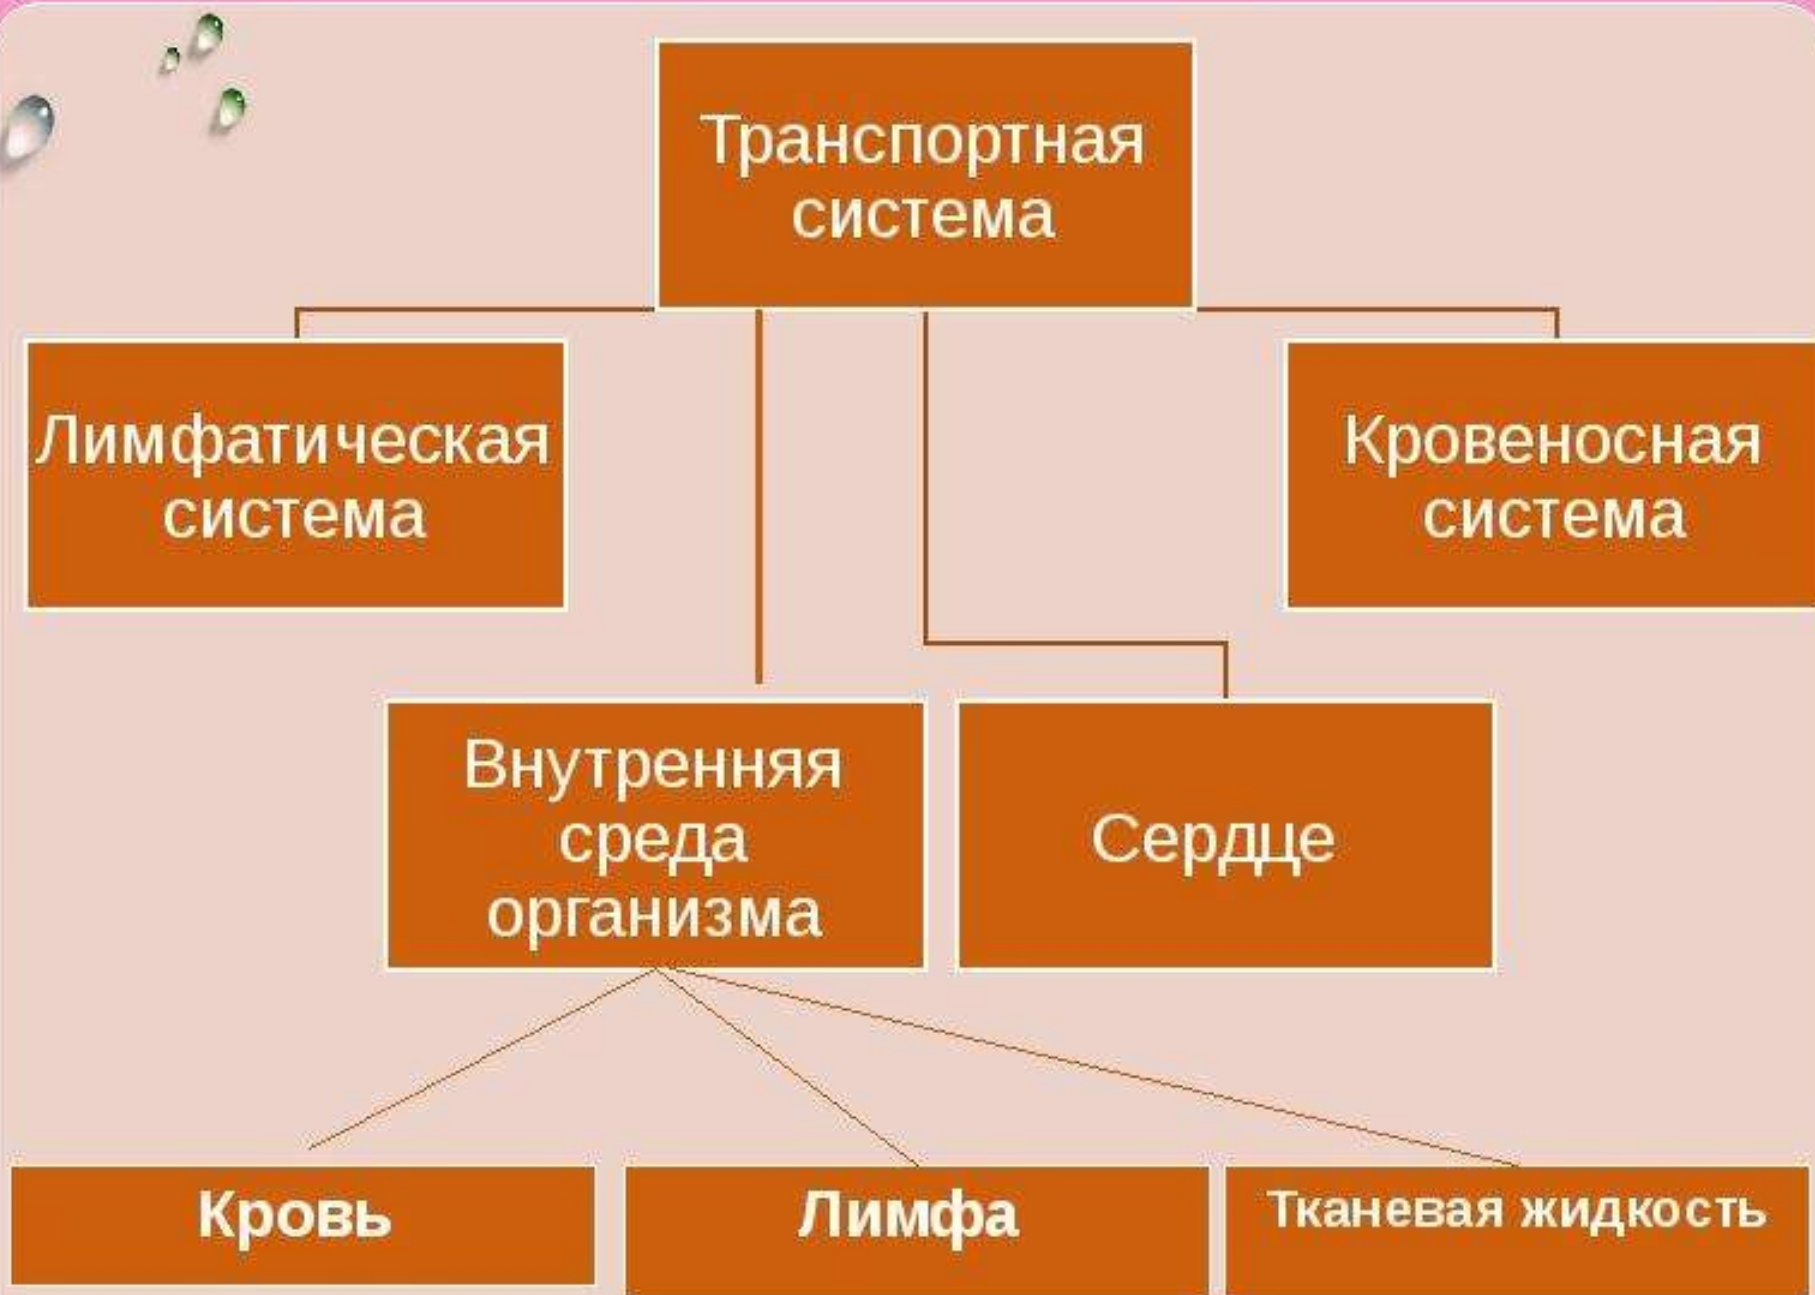 Транспортная
система
Лимфатическая
система
Кровеносная
система
Внутренняя
среда
организма
Сердце
Кровь
Лимфа
Тканевая жидкость